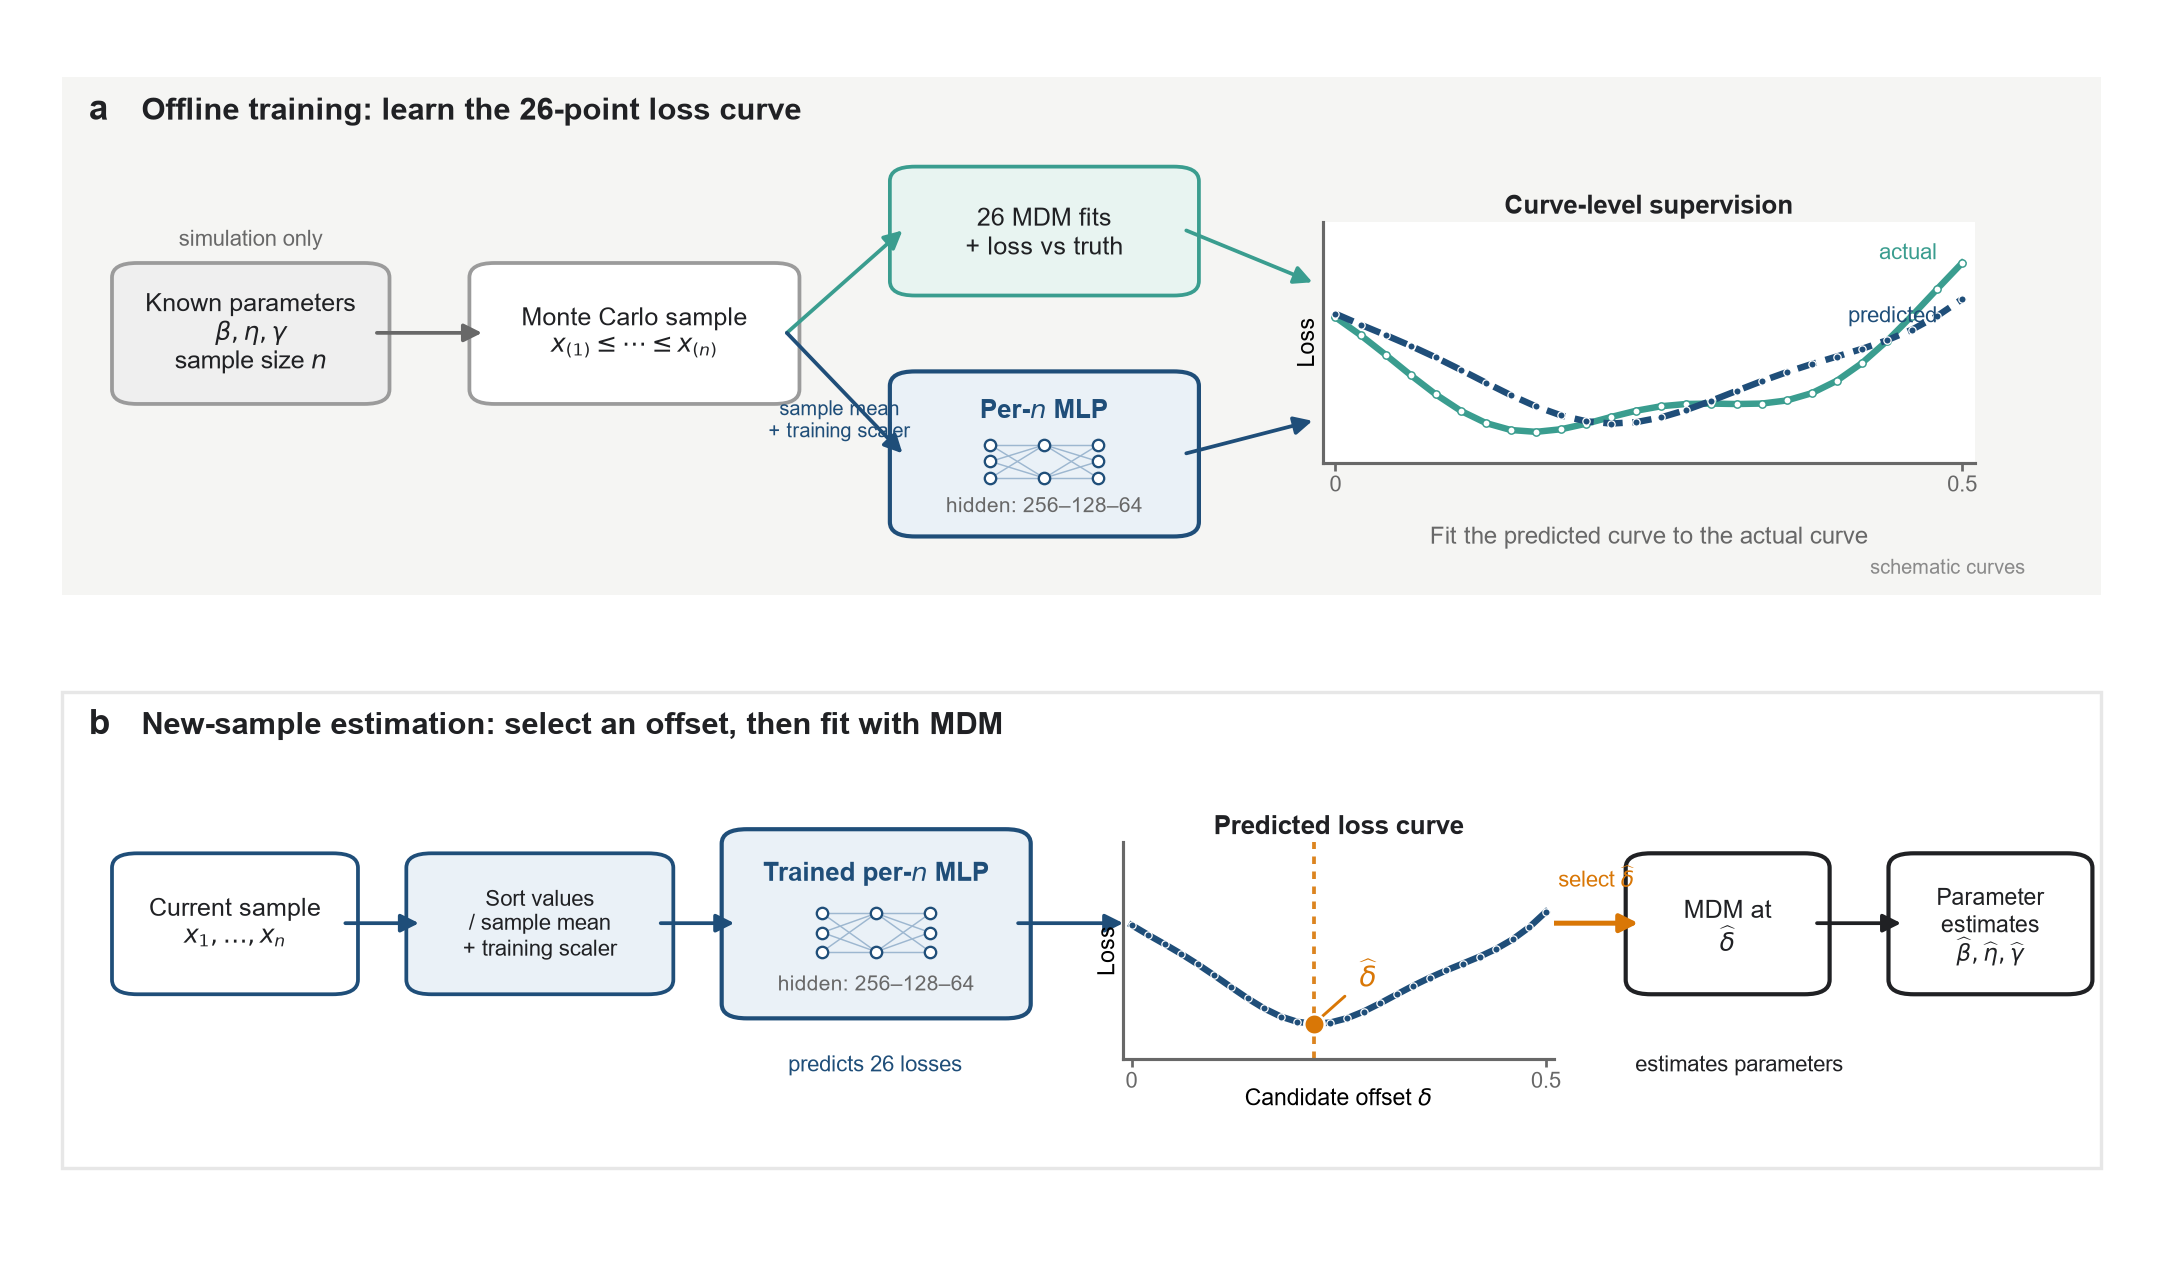 a Offline training: learn the 26-point loss curve
simulation only
Known parameters
β, η, γ
sample size n
Monte Carlo sample
x(1) ≤ ⋯ ≤ x(n)
26 MDM fits
+ loss vs truth
sample mean
+ training scaler
Per-n MLP
hidden: 256–128–64
Curve-level supervision
actual
predicted
Loss
0
0.5
Fit the predicted curve to the actual curve
schematic curves
b New-sample estimation: select an offset, then fit with MDM
Current sample
x1, …, xn
Sort values
/ sample mean
+ training scaler
Trained per-n MLP
hidden: 256–128–64
predicts 26 losses
Predicted loss curve
Loss
δ̂
0
0.5
Candidate offset δ
select δ̂
MDM at
δ̂
estimates parameters
Parameter
estimates
β̂, η̂, γ̂